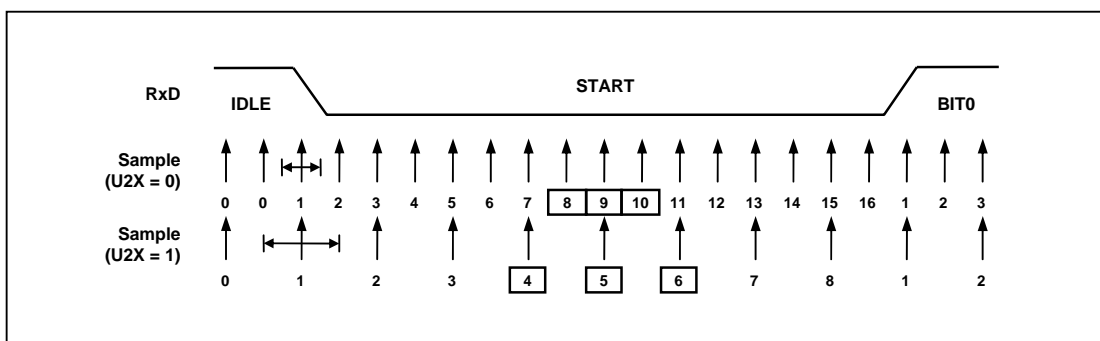 RxD IDLE START BIT0
Sample
(U2X = 0)
0 0 1 2 3 4 5 6 7 8 9 10 11 12 13 14 15 16 1 2 3
Sample
(U2X = 1)
0 1 2 3 4 5 6 7 8 1 2